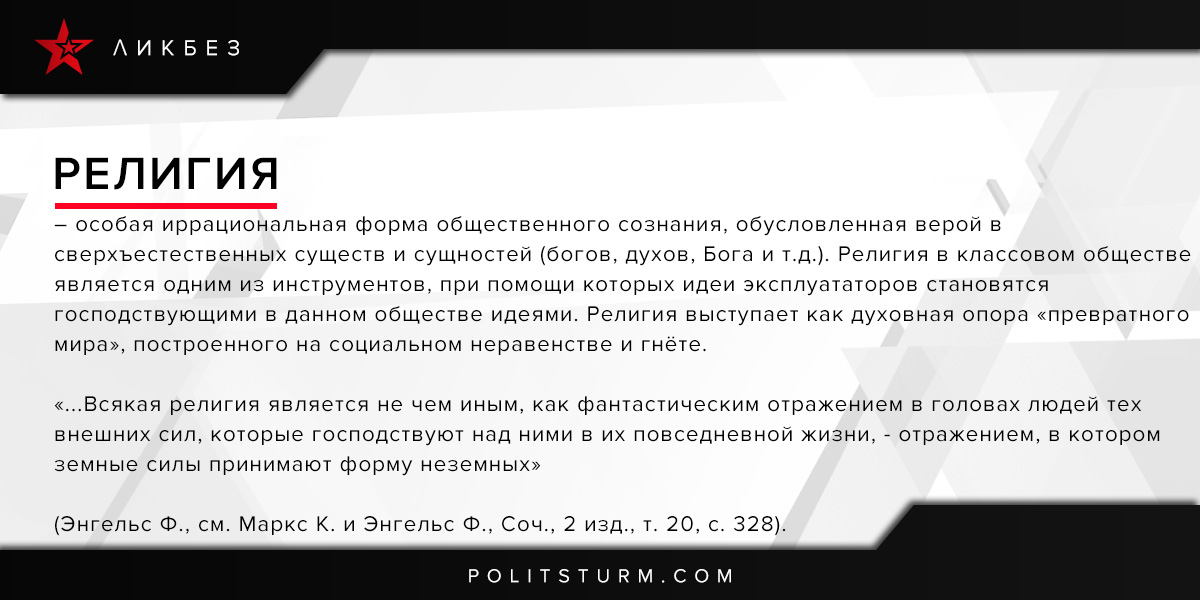 ЛИКБЕЗ
РЕЛИГИЯ
– особая иррациональная форма общественного сознания, обусловленная верой в
сверхъестественных существ и сущностей (богов, духов, Бога и т.д.). Религия в классовом обществе
является одним из инструментов, при помощи которых идеи эксплуататоров становятся
господствующими в данном обществе идеями. Религия выступает как духовная опора «превратного
мира», построенного на социальном неравенстве и гнёте.
«...Всякая религия является не чем иным, как фантастическим отражением в головах людей тех
внешних сил, которые господствуют над ними в их повседневной жизни, - отражением, в котором
земные силы принимают форму неземных»
(Энгельс Ф., см. Маркс К. и Энгельс Ф., Соч., 2 изд., т. 20, с. 328).
POLITSTURM.COM